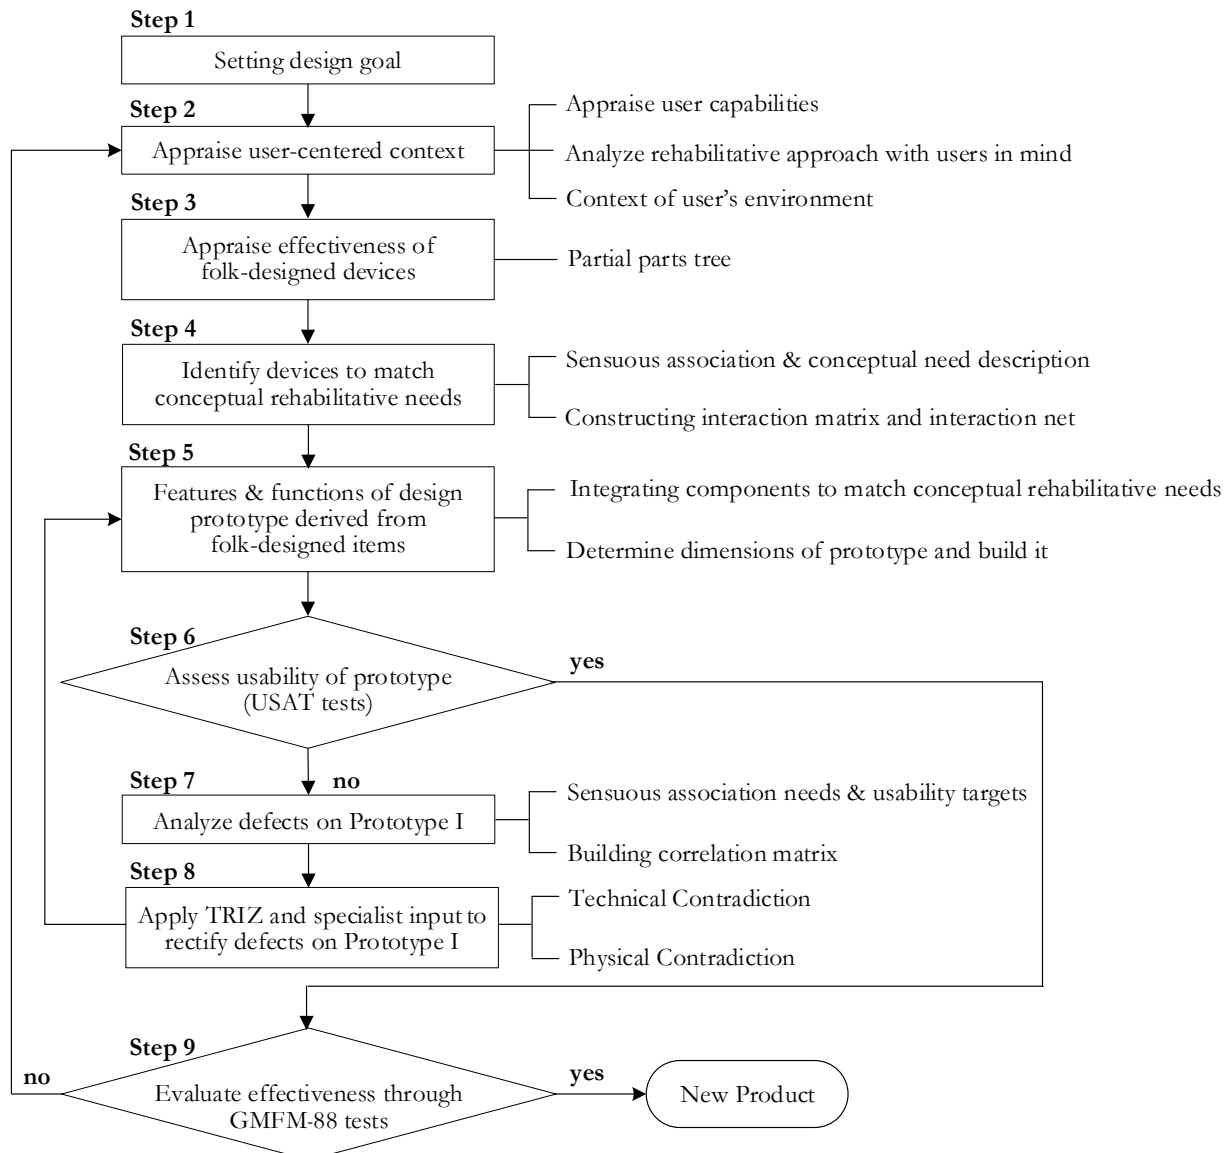 Step 1
Setting design goal
Step 2
Appraise user-centered context
Appraise user capabilities
Analyze rehabilitative approach with users in mind
Context of user's environment
Step 3
Appraise effectiveness of
folk-designed devices
Partial parts tree
Step 4
Identify devices to match
conceptual rehabilitative needs
Sensuous association & conceptual need description
Constructing interaction matrix and interaction net
Step 5
Features & functions of design
prototype derived from
folk-designed items
Integrating components to match conceptual rehabilitative needs
Determine dimensions of prototype and build it
Step 6
Assess usability of prototype
(USAT tests)
yes
no
Step 7
Analyze defects on Prototype I
Sensuous association needs & usability targets
Building correlation matrix
Step 8
Apply TRIZ and specialist input to
rectify defects on Prototype I
Technical Contradiction
Physical Contradiction
Step 9
Evaluate effectiveness through
GMFM-88 tests
no
yes
New Product